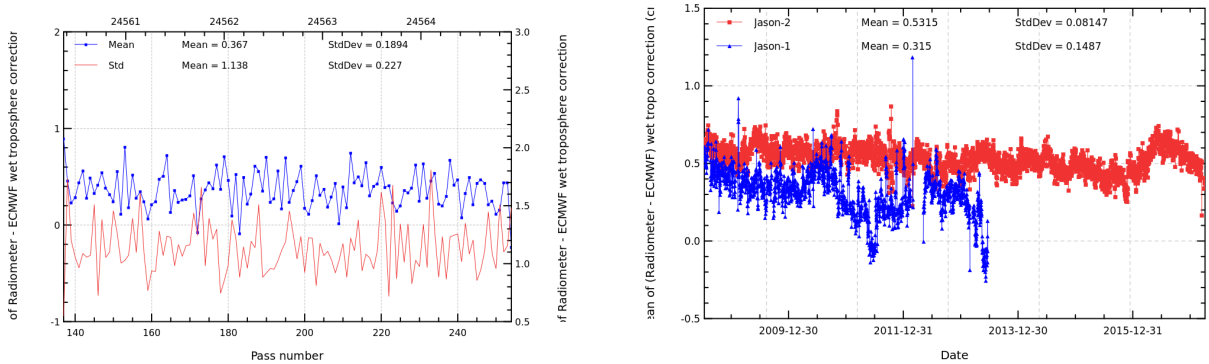 24561 24562 24563 24564
Mean Mean = 0.367 StdDev = 0.1894
Std Mean = 1.138 StdDev = 0.227
2
1
0
-1
of Radiometer - ECMWF wet troposphere correction
3.0
2.5
2.0
1.5
1.0
0.5
of Radiometer - ECMWF wet troposphere correction
140 160 180 200 220 240
Pass number
Jason-2 Mean = 0.5315 StdDev = 0.08147
Jason-1 Mean = 0.315 StdDev = 0.1487
1.5
1.0
0.5
0.0
-0.5
of (Radiometer - ECMWF) wet tropo correction
2009-12-30 2011-12-31 2013-12-30 2015-12-31
Date